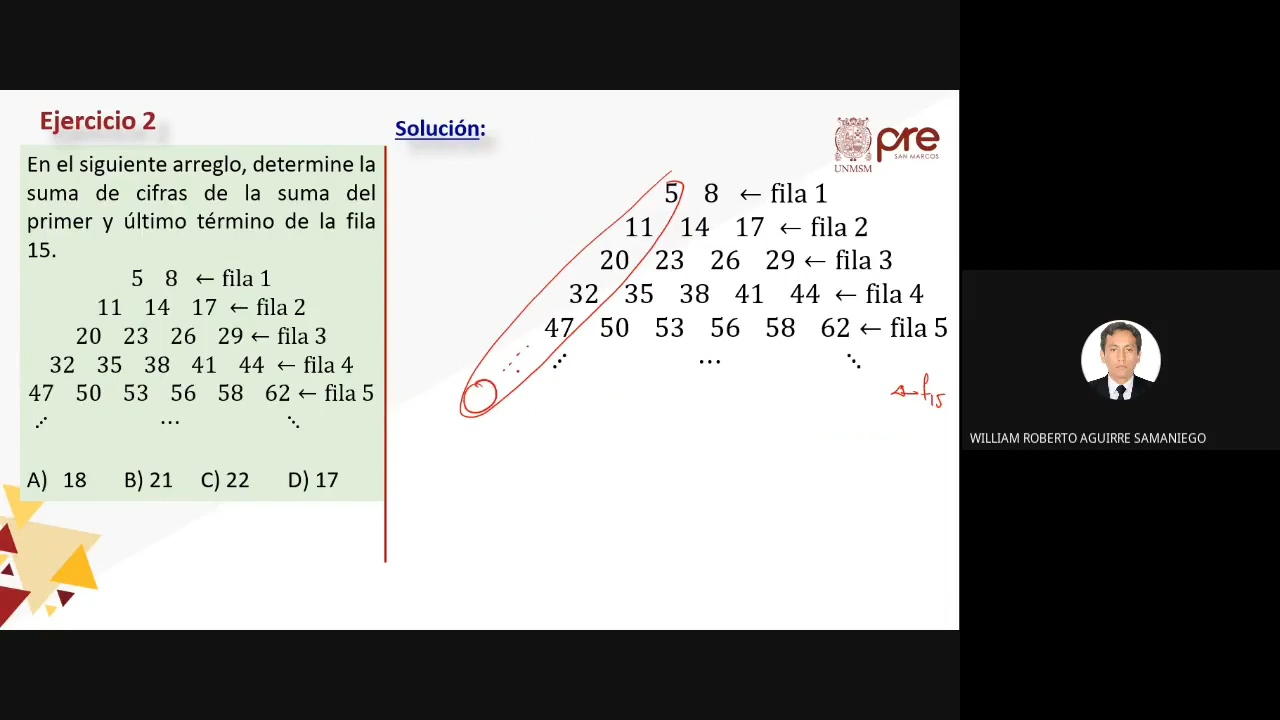 Ejercicio 2
En el siguiente arreglo, determine la
suma de cifras de la suma del
primer y último término de la fila
15.
5 8 ← fila 1
11 14 17 ← fila 2
20 23 26 29 ← fila 3
32 35 38 41 44 ← fila 4
47 50 53 56 58 62 ← fila 5
⋰ ⋯ ⋱
A) 18 B) 21 C) 22 D) 17
Solución:
UNMSM
pre
SAN MARCOS
5 8 ← fila 1
11 14 17 ← fila 2
20 23 26 29 ← fila 3
32 35 38 41 44 ← fila 4
47 50 53 56 58 62 ← fila 5
⋰ ⋯ ⋱
← f15
WILLIAM ROBERTO AGUIRRE SAMANIEGO